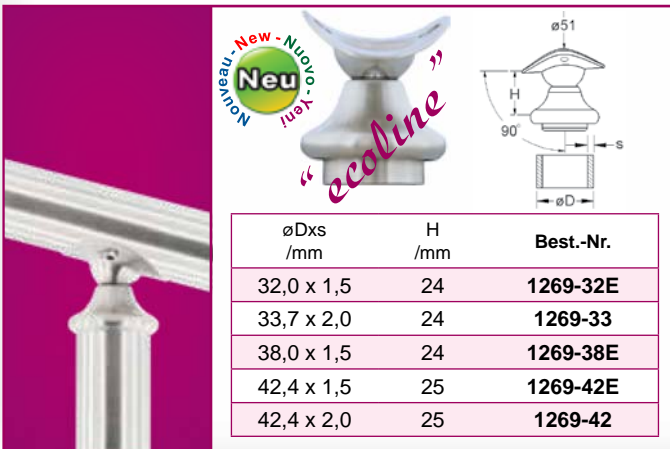 Nouveau - New - Nuovo - Yeni
Neu
“ecoline”
ø51
H
90°
s
øD
øDxs /mm H /mm Best.-Nr.
32,0 x 1,5 24 1269-32E
33,7 x 2,0 24 1269-33
38,0 x 1,5 24 1269-38E
42,4 x 1,5 25 1269-42E
42,4 x 2,0 25 1269-42